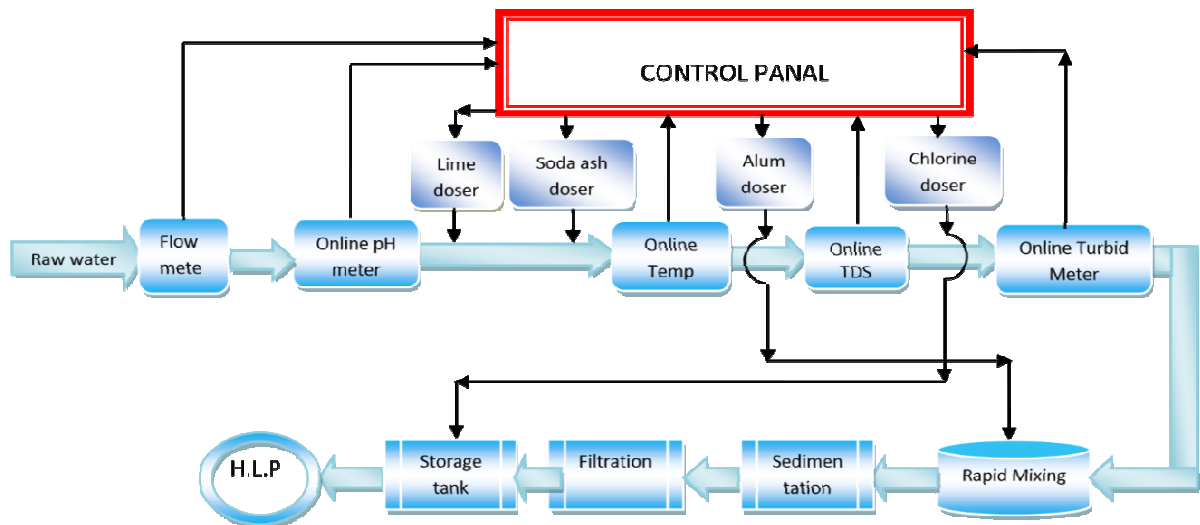 CONTROL PANAL
Lime
doser
Soda ash
doser
Alum
doser
Chlorine
doser
Raw water
Flow
mete
Online pH
meter
Online
Temp
Online
TDS
Online Turbid
Meter
H.L.P
Storage
tank
Filtration
Sedimen
tation
Rapid Mixing